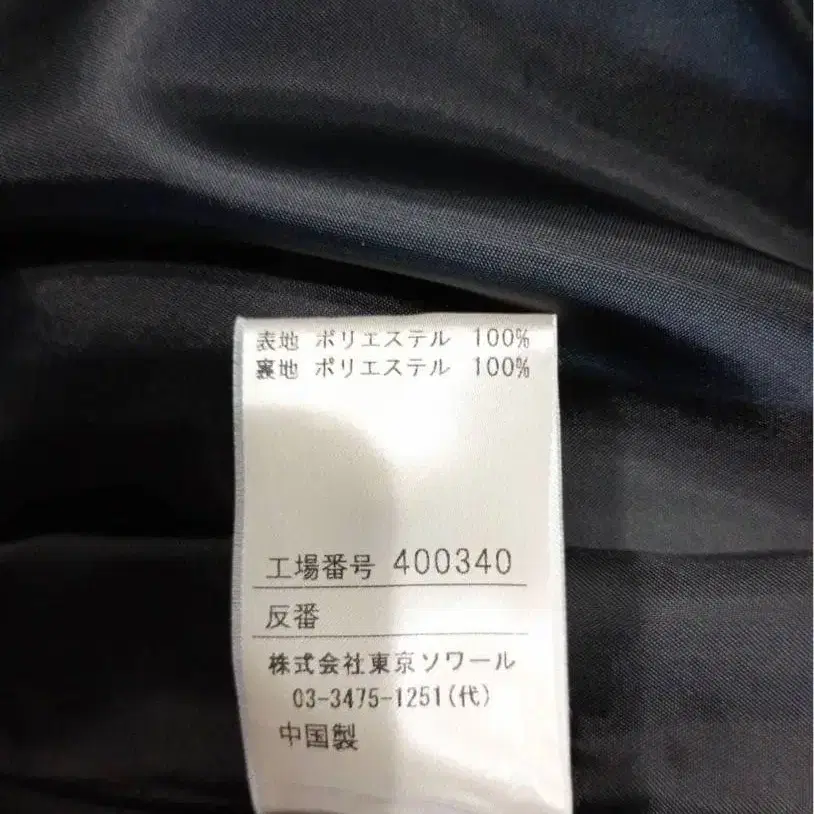 表地 ポリエステル 100%
裏地 ポリエステル 100%
工場番号 400340
反番
株式会社東京ソワール
03-3475-1251(代)
中国製